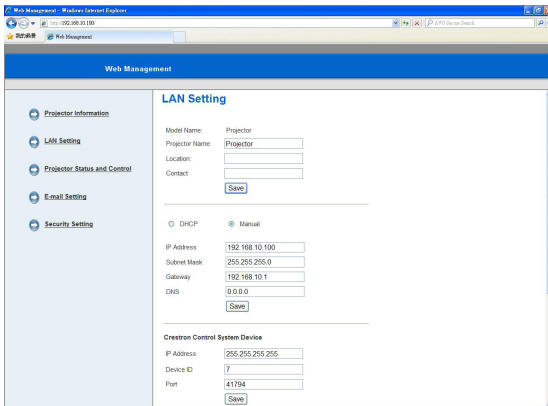 Web Management - Windows Internet Explorer
http://192.168.10.100/
Web Management
Web Management
Projector Information
LAN Setting
Projector Status and Control
E-mail Setting
Security Setting
LAN Setting
Model Name: Projector
Projector Name: Projector
Location:
Contact
Save
DHCP Manual
IP Address 192.168.10.100
Subnet Mask 255.255.255.0
Gateway 192.168.10.1
DNS 0.0.0.0
Save
Crestron Control System Device
IP Address 255.255.255.255
Device ID 7
Port 41794
Save